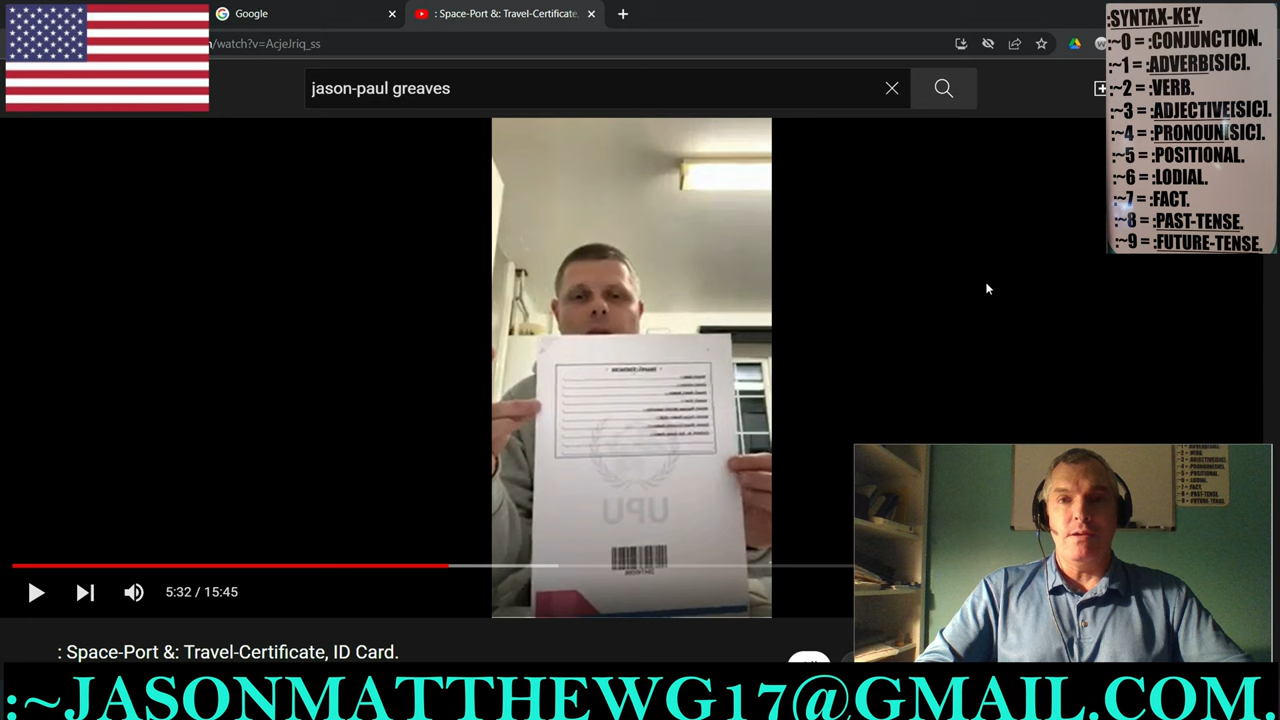 Google
: Space-Port &: Travel-Certificate,
/watch?v=AcjeJriq_ss
jason-paul greaves
:SYNTAX-KEY.
:~0 = :CONJUNCTION.
:~1 = :ADVERB[SIC].
:~2 = :VERB.
:~3 = :ADJECTIVE[SIC].
:~4 = :PRONOUN[SIC].
:~5 = :POSITIONAL.
:~6 = :LODIAL.
:~7 = :FACT.
:~8 = :PAST-TENSE.
:~9 = :FUTURE-TENSE.
UPU
5:32 / 15:45
: Space-Port &: Travel-Certificate, ID Card.
:~JASONMATTHEWG17@GMAIL.COM.